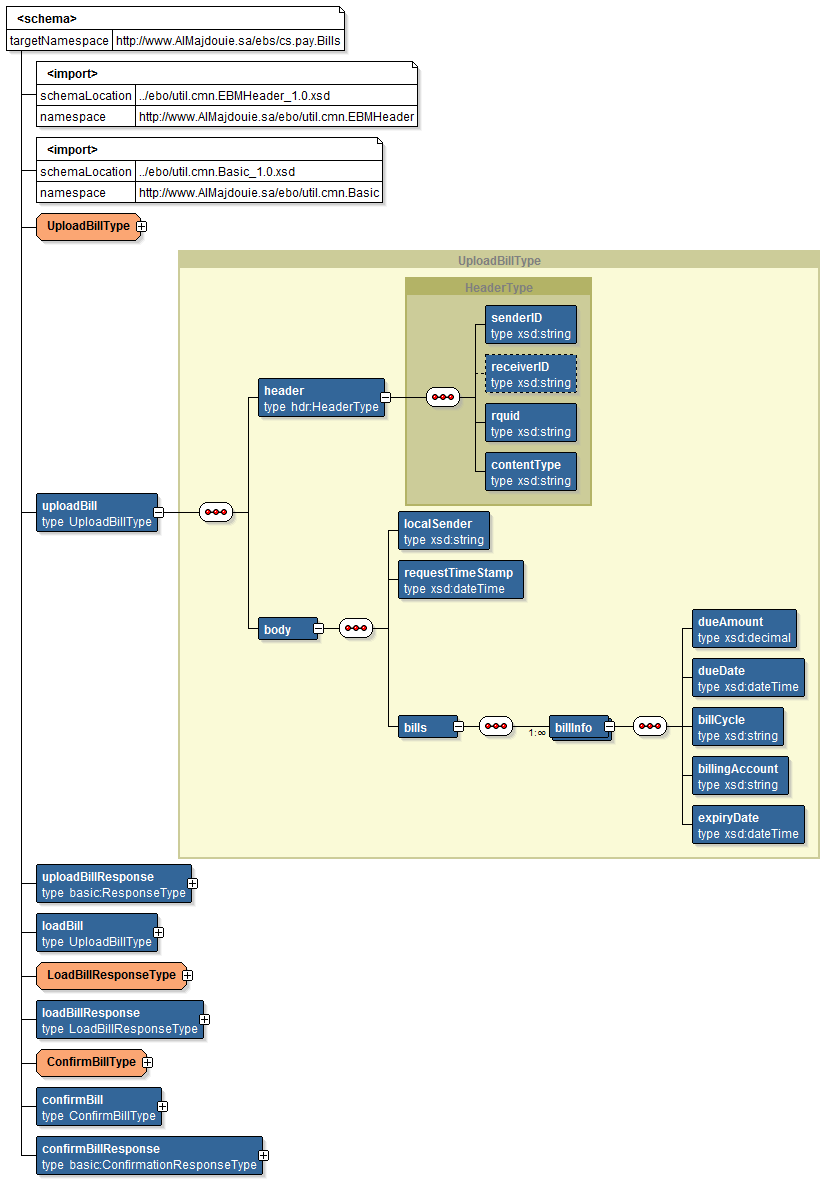 <schema>
targetNamespace http://www.AlMajdouie.sa/ebs/cs.pay.Bills
<import>
schemaLocation ../ebo/util.cmn.EBMHeader_1.0.xsd
namespace http://www.AlMajdouie.sa/ebo/util.cmn.EBMHeader
<import>
schemaLocation ../ebo/util.cmn.Basic_1.0.xsd
namespace http://www.AlMajdouie.sa/ebo/util.cmn.Basic
UploadBillType
UploadBillType
HeaderType
senderID
type xsd:string
receiverID
type xsd:string
header
type hdr:HeaderType
rquid
type xsd:string
contentType
type xsd:string
uploadBill
type UploadBillType
localSender
type xsd:string
requestTimeStamp
type xsd:dateTime
body
dueAmount
type xsd:decimal
dueDate
type xsd:dateTime
bills
1:∞
billInfo
billCycle
type xsd:string
billingAccount
type xsd:string
expiryDate
type xsd:dateTime
uploadBillResponse
type basic:ResponseType
loadBill
type UploadBillType
LoadBillResponseType
loadBillResponse
type LoadBillResponseType
ConfirmBillType
confirmBill
type ConfirmBillType
confirmBillResponse
type basic:ConfirmationResponseType